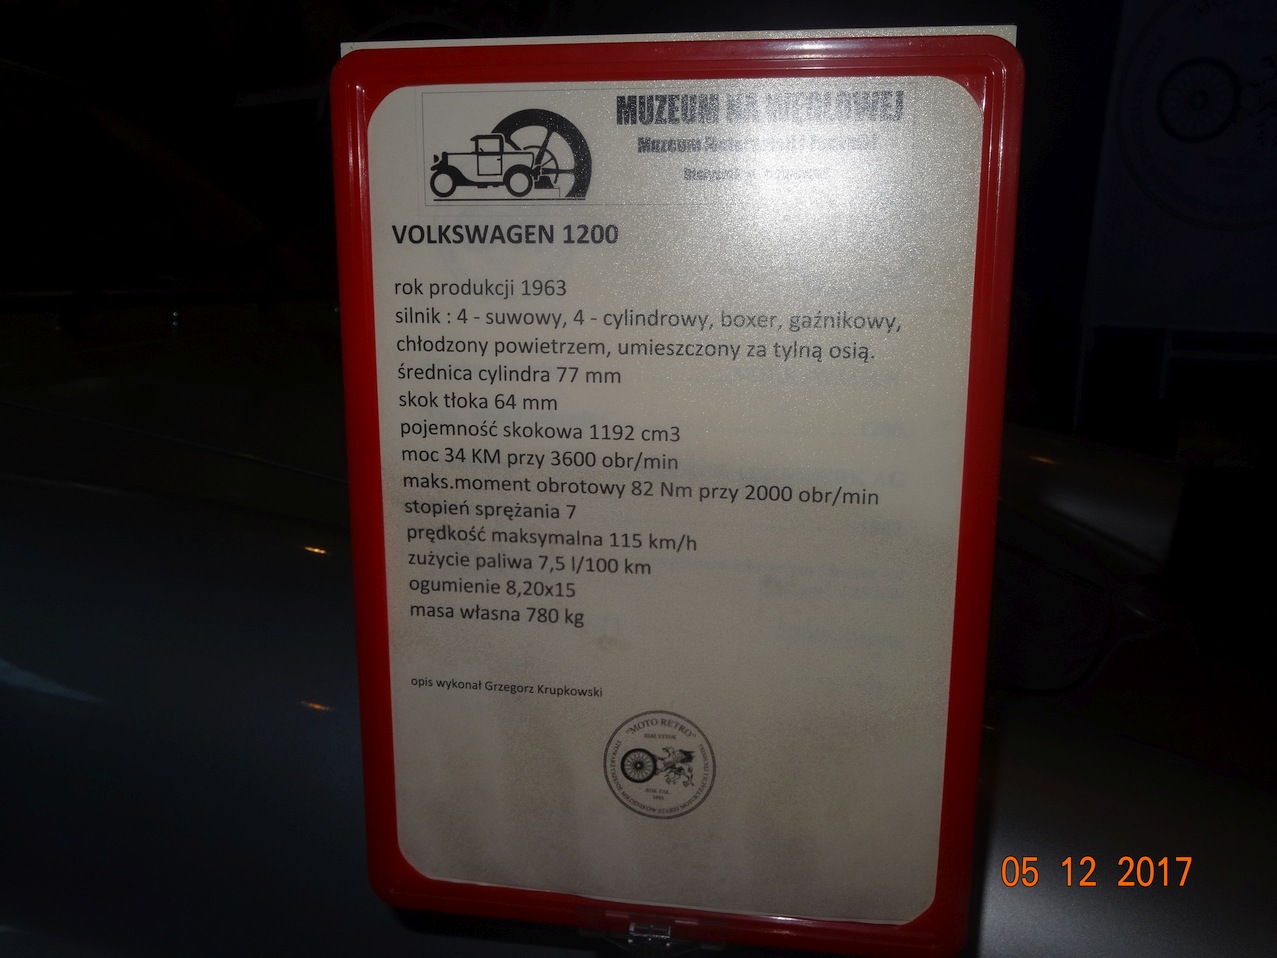 MUZEUM NA WĘGLOWEJ
VOLKSWAGEN 1200
rok produkcji 1963
silnik : 4 - suwowy, 4 - cylindrowy, boxer, gaźnikowy,
chłodzony powietrzem, umieszczony za tylną osią.
średnica cylindra 77 mm
skok tłoka 64 mm
pojemność skokowa 1192 cm3
moc 34 KM przy 3600 obr/min
maks.moment obrotowy 82 Nm przy 2000 obr/min
stopień sprężania 7
prędkość maksymalna 115 km/h
zużycie paliwa 7,5 l/100 km
ogumienie 8,20x15
masa własna 780 kg
opis wykonał Grzegorz Krupkowski
"MOTO RETRO"
05 12 2017